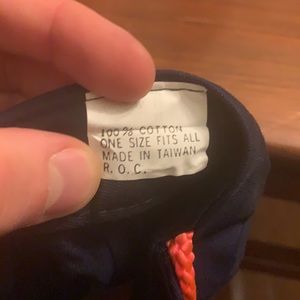 100% COTTON
ONE SIZE FITS ALL
MADE IN TAIWAN
R. O. C.